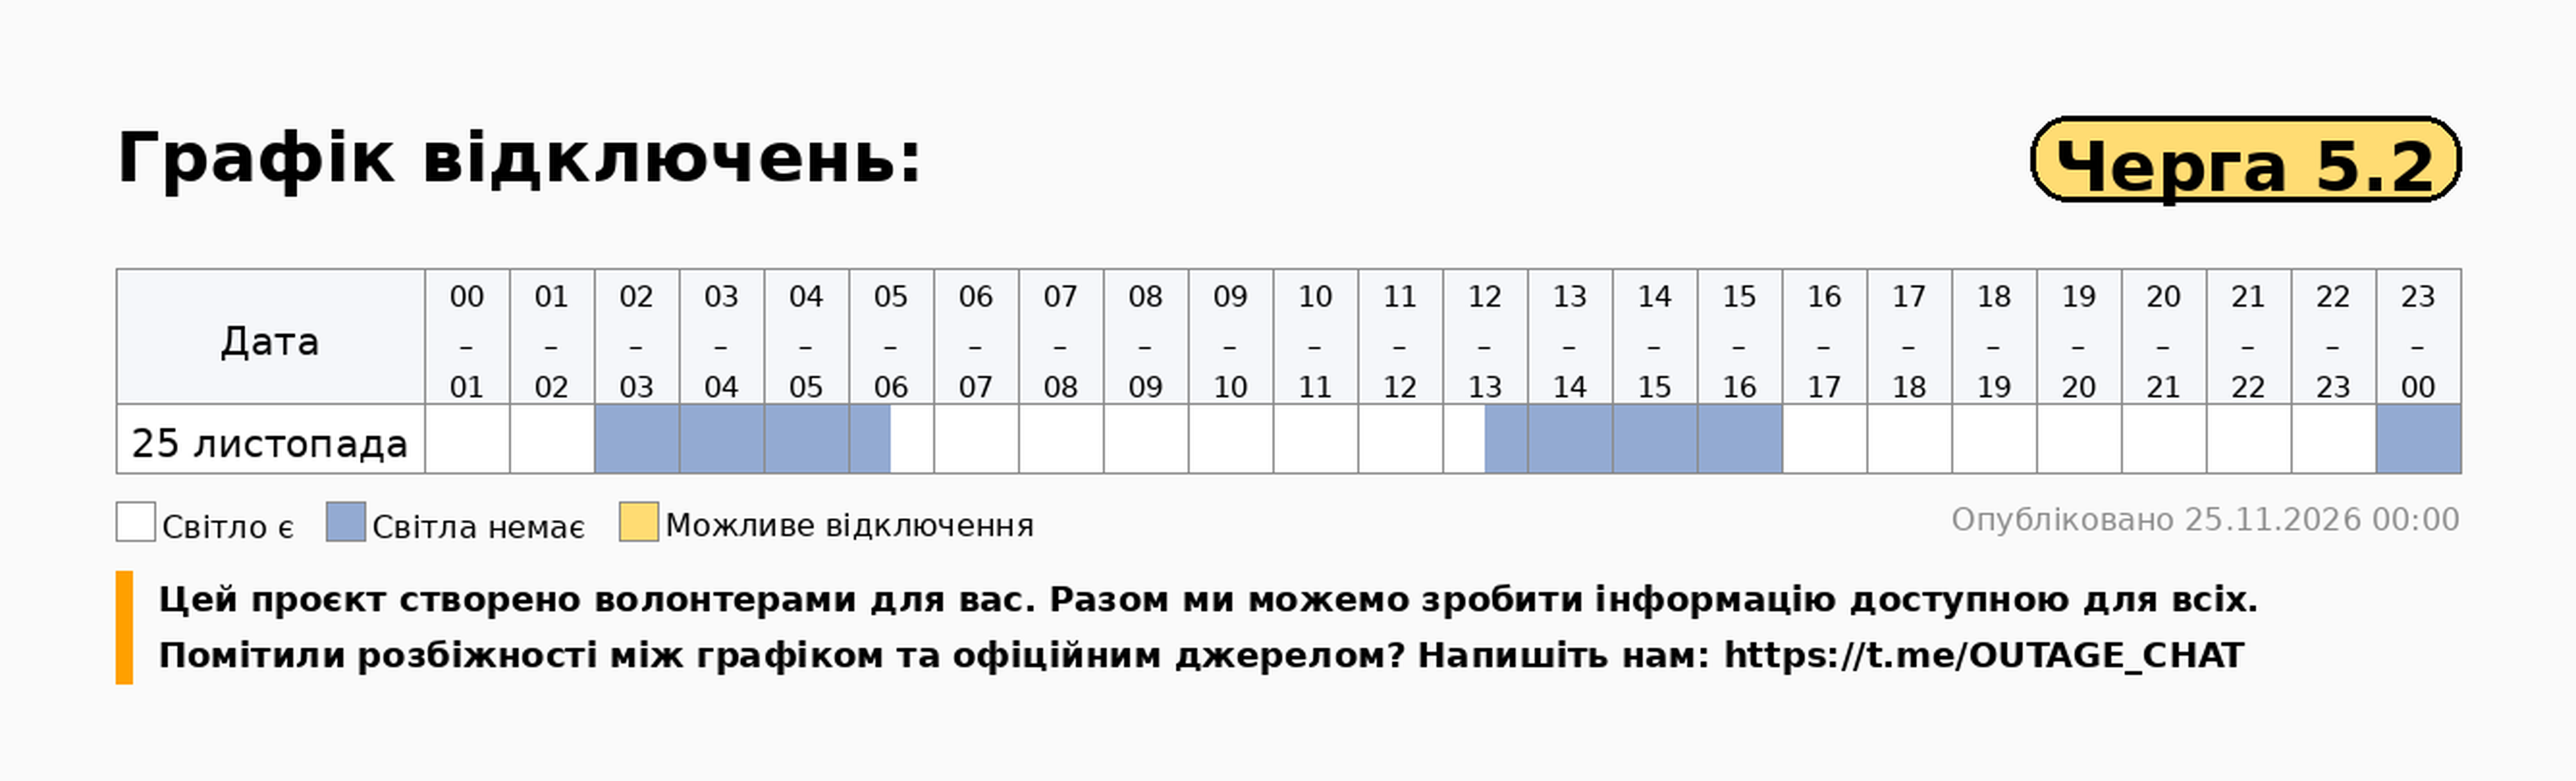 Графік відключень:
Черга 5.2
Дата
00 – 01
01 – 02
02 – 03
03 – 04
04 – 05
05 – 06
06 – 07
07 – 08
08 – 09
09 – 10
10 – 11
11 – 12
12 – 13
13 – 14
14 – 15
15 – 16
16 – 17
17 – 18
18 – 19
19 – 20
20 – 21
21 – 22
22 – 23
23 – 00
25 листопада
Світло є
Світла немає
Можливе відключення
Опубліковано 25.11.2026 00:00
Цей проєкт створено волонтерами для вас. Разом ми можемо зробити інформацію доступною для всіх.
Помітили розбіжності між графіком та офіційним джерелом? Напишіть нам: https://t.me/OUTAGE_CHAT